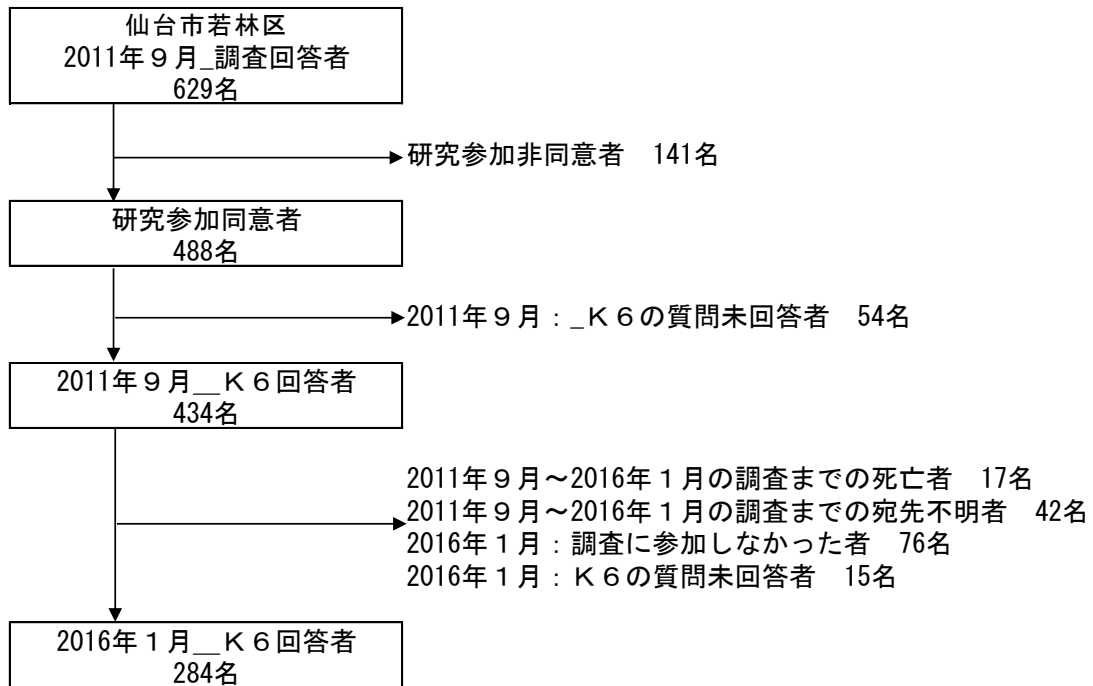 仙台市若林区
2011年９月_調査回答者
629名
研究参加非同意者　141名
研究参加同意者
488名
2011年９月：_Ｋ６の質問未回答者　54名
2011年９月__Ｋ６回答者
434名
2011年９月～2016年１月の調査までの死亡者　17名
2011年９月～2016年１月の調査までの宛先不明者　42名
2016年１月：調査に参加しなかった者　76名
2016年１月：Ｋ６の質問未回答者　15名
2016年１月__Ｋ６回答者
284名